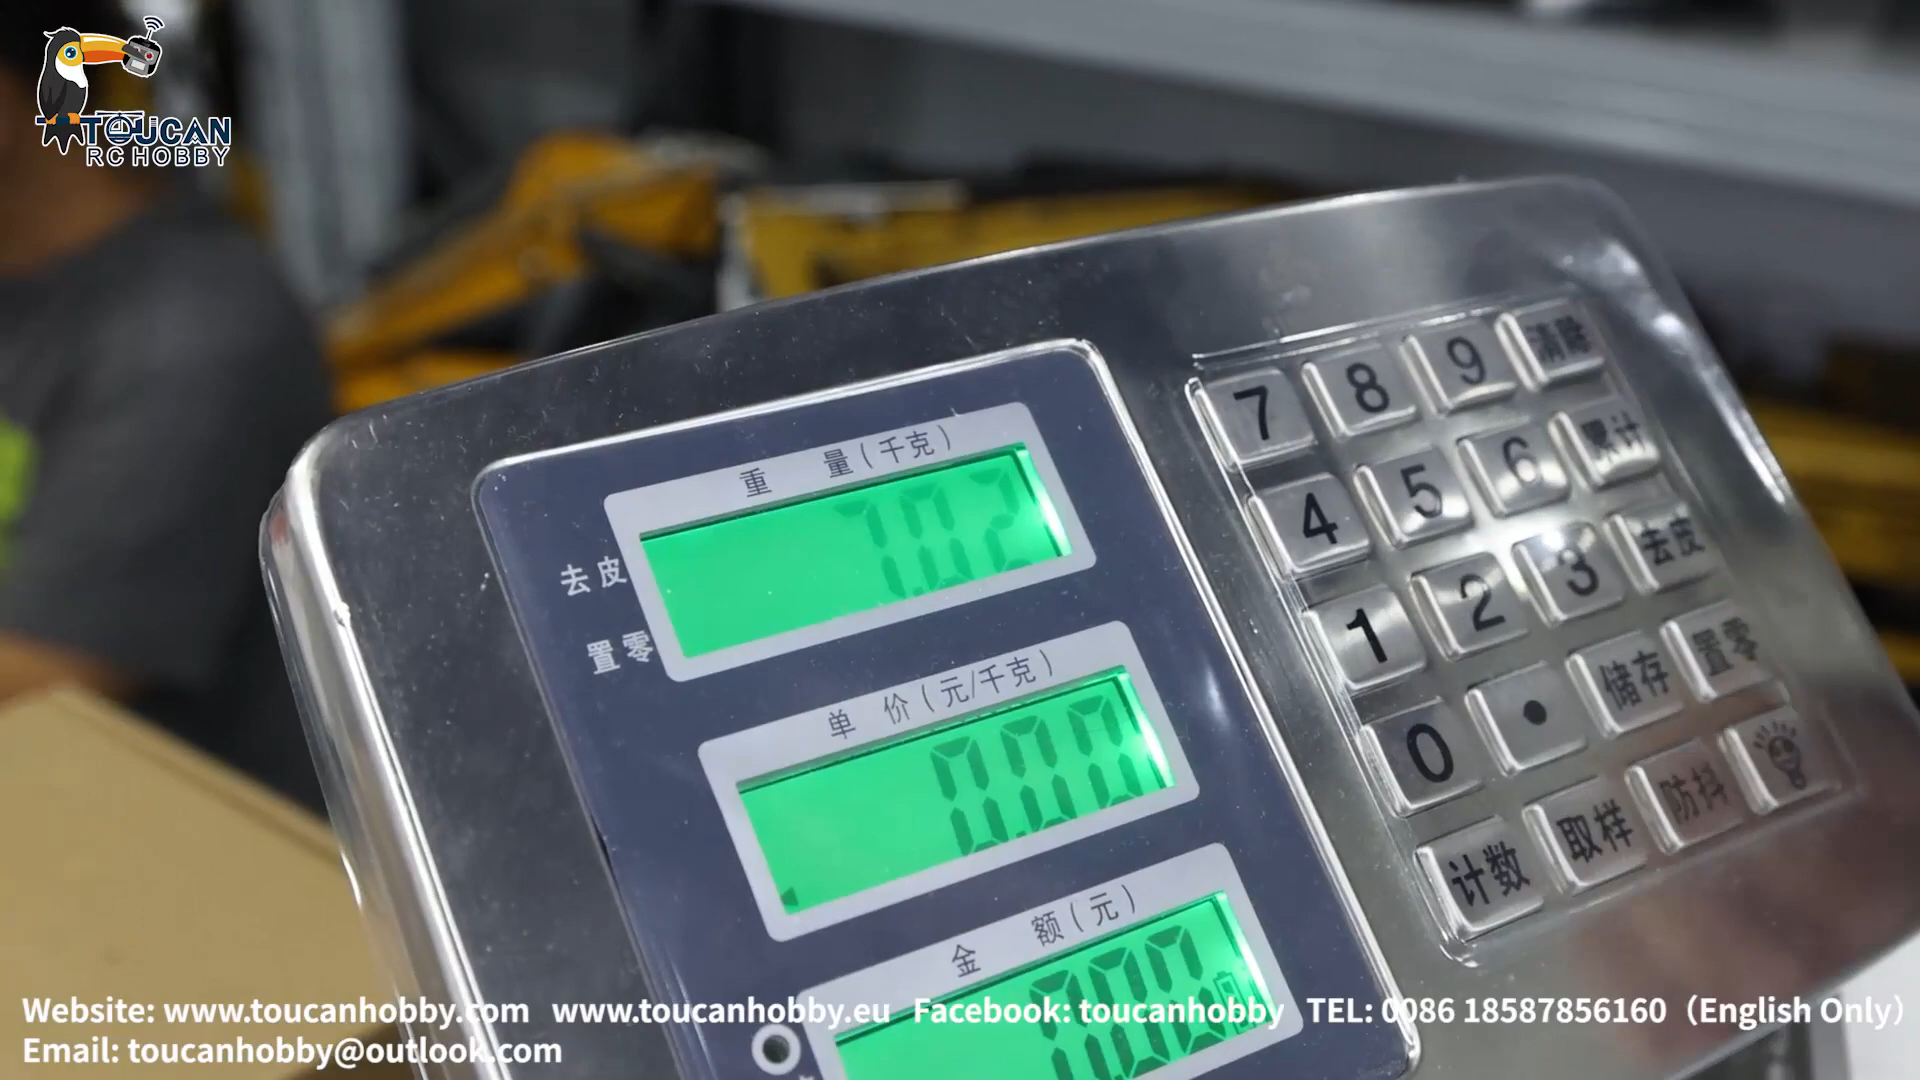 TOUCAN
RC HOBBY
重 量(千克)
7.02
去皮
置零
单 价(元/千克)
0.00
金 额(元)
0.00
7 8 9 清除
4 5 6 累计
1 2 3 去皮
0 • 储存 置零
计数 取样 防抖
Website: www.toucanhobby.com www.toucanhobby.eu Facebook: toucanhobby TEL: 0086 18587856160（English Only）
Email: toucanhobby@outlook.com